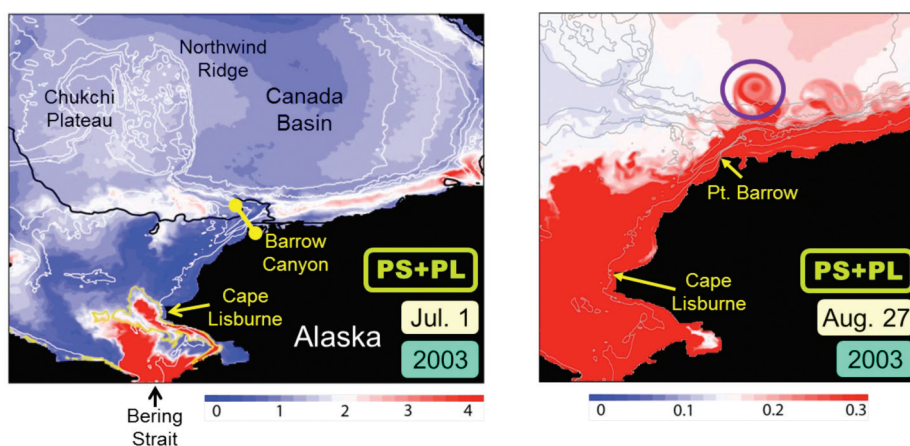 Northwind
Ridge
Chukchi
Plateau
Canada
Basin
Barrow
Canyon
PS+PL
Cape
Lisburne
Jul. 1
Alaska
2003
Bering
Strait
0 1 2 3 4
Pt. Barrow
PS+PL
Cape
Lisburne
Aug. 27
2003
0 0.1 0.2 0.3